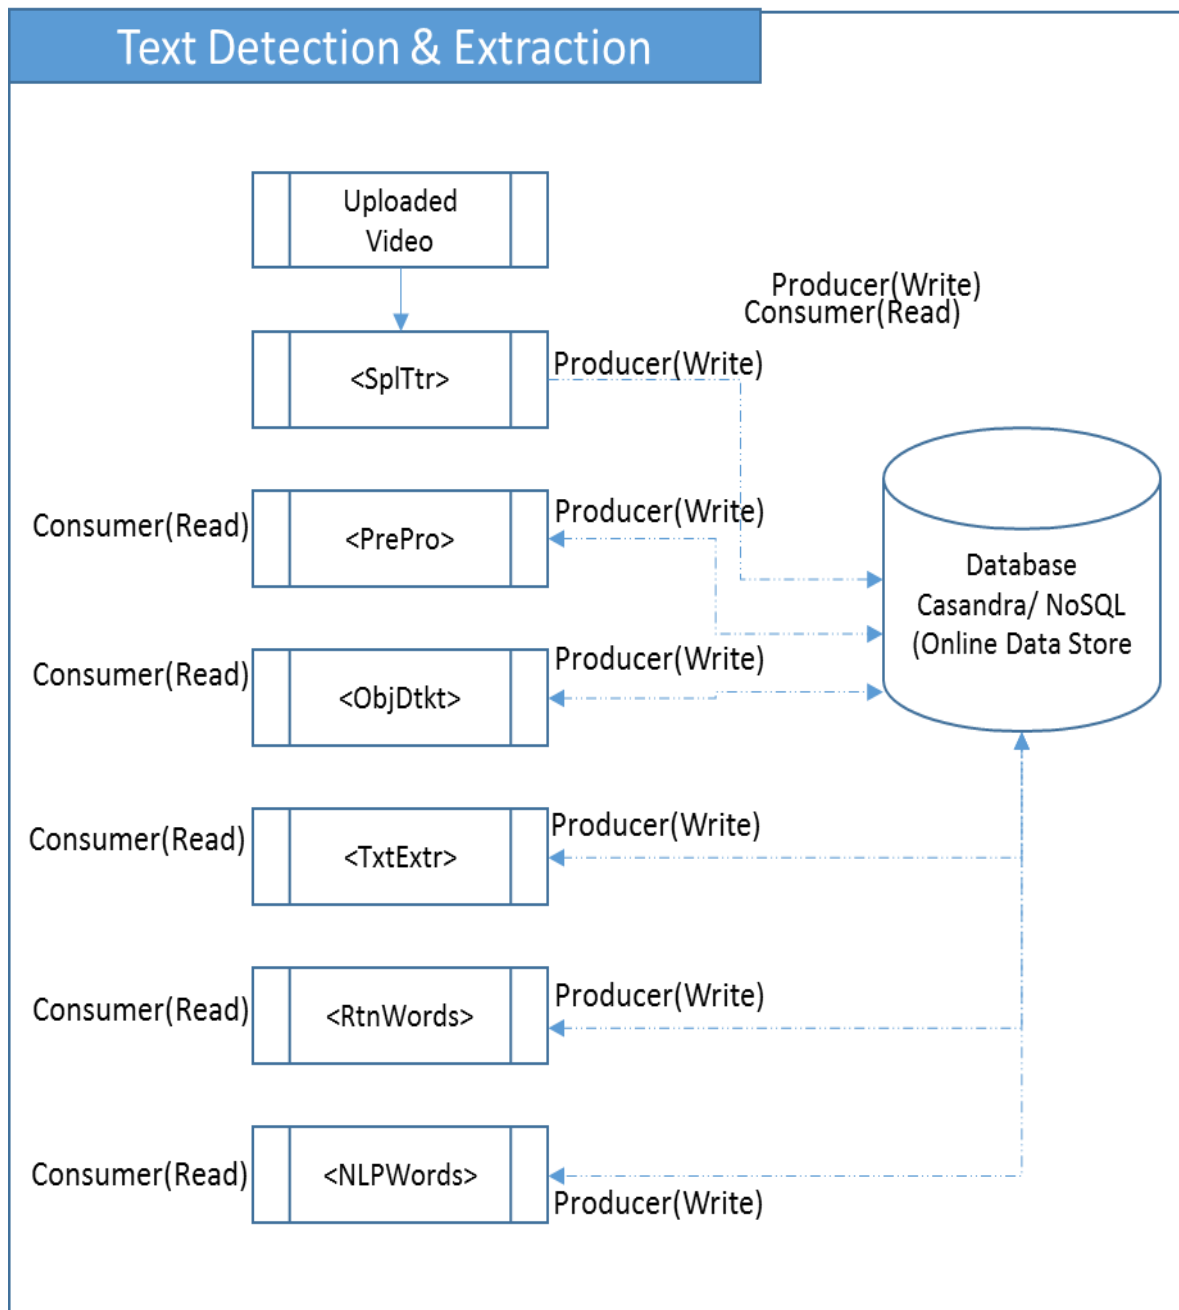 Text Detection & Extraction
Uploaded
Video
Producer(Write)
Consumer(Read)
<SplTtr>
Producer(Write)
Consumer(Read)
<PrePro>
Producer(Write)
Database
Casandra/ NoSQL
(Online Data Store
Consumer(Read)
<ObjDtkt>
Producer(Write)
Consumer(Read)
<TxtExtr>
Producer(Write)
Consumer(Read)
<RtnWords>
Producer(Write)
Consumer(Read)
<NLPWords>
Producer(Write)